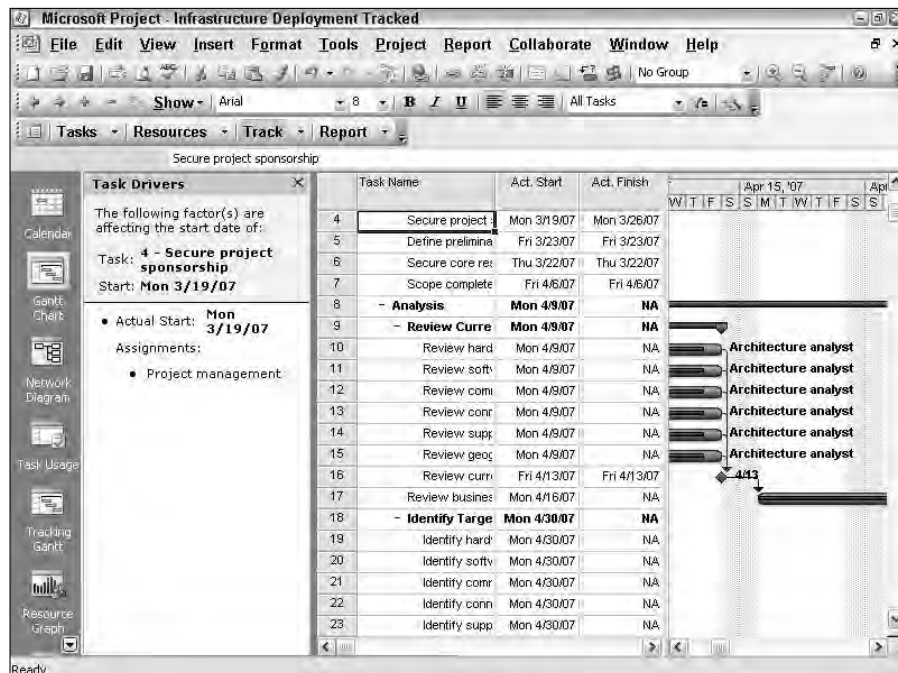 Microsoft Project - Infrastructure Deployment Tracked
File Edit View Insert Format Tools Project Report Collaborate Window Help
No Group
Show Arial 8 B I U All Tasks
Tasks Resources Track Report
Secure project sponsorship
Calendar
Gantt Chart
Network Diagram
Task Usage
Tracking Gantt
Resource Graph
Task Drivers
The following factor(s) are
affecting the start date of:
Task: 4 - Secure project
sponsorship
Start: Mon 3/19/07
• Actual Start: Mon
3/19/07
Assignments:
• Project management
Task Name Act. Start Act. Finish
Apr 15, '07
W T F S S M T W T F S S
4 Secure project Mon 3/19/07 Mon 3/26/07
5 Define prelimina Fri 3/23/07 Fri 3/23/07
6 Secure core re Thu 3/22/07 Thu 3/22/07
7 Scope complete Fri 4/6/07 Fri 4/6/07
8 - Analysis Mon 4/9/07 NA
9 - Review Curre Mon 4/9/07 NA
10 Review hard Mon 4/9/07 NA Architecture analyst
11 Review soft Mon 4/9/07 NA Architecture analyst
12 Review com Mon 4/9/07 NA Architecture analyst
13 Review conr Mon 4/9/07 NA Architecture analyst
14 Review supp Mon 4/9/07 NA Architecture analyst
15 Review geog Mon 4/9/07 NA Architecture analyst
16 Review curr Fri 4/13/07 Fri 4/13/07 4/13
17 Review busines Mon 4/16/07 NA
18 - Identify Targe Mon 4/30/07 NA
19 Identify hard Mon 4/30/07 NA
20 Identify soft Mon 4/30/07 NA
21 Identify comr Mon 4/30/07 NA
22 Identify conn Mon 4/30/07 NA
23 Identify supp Mon 4/30/07 NA
Ready